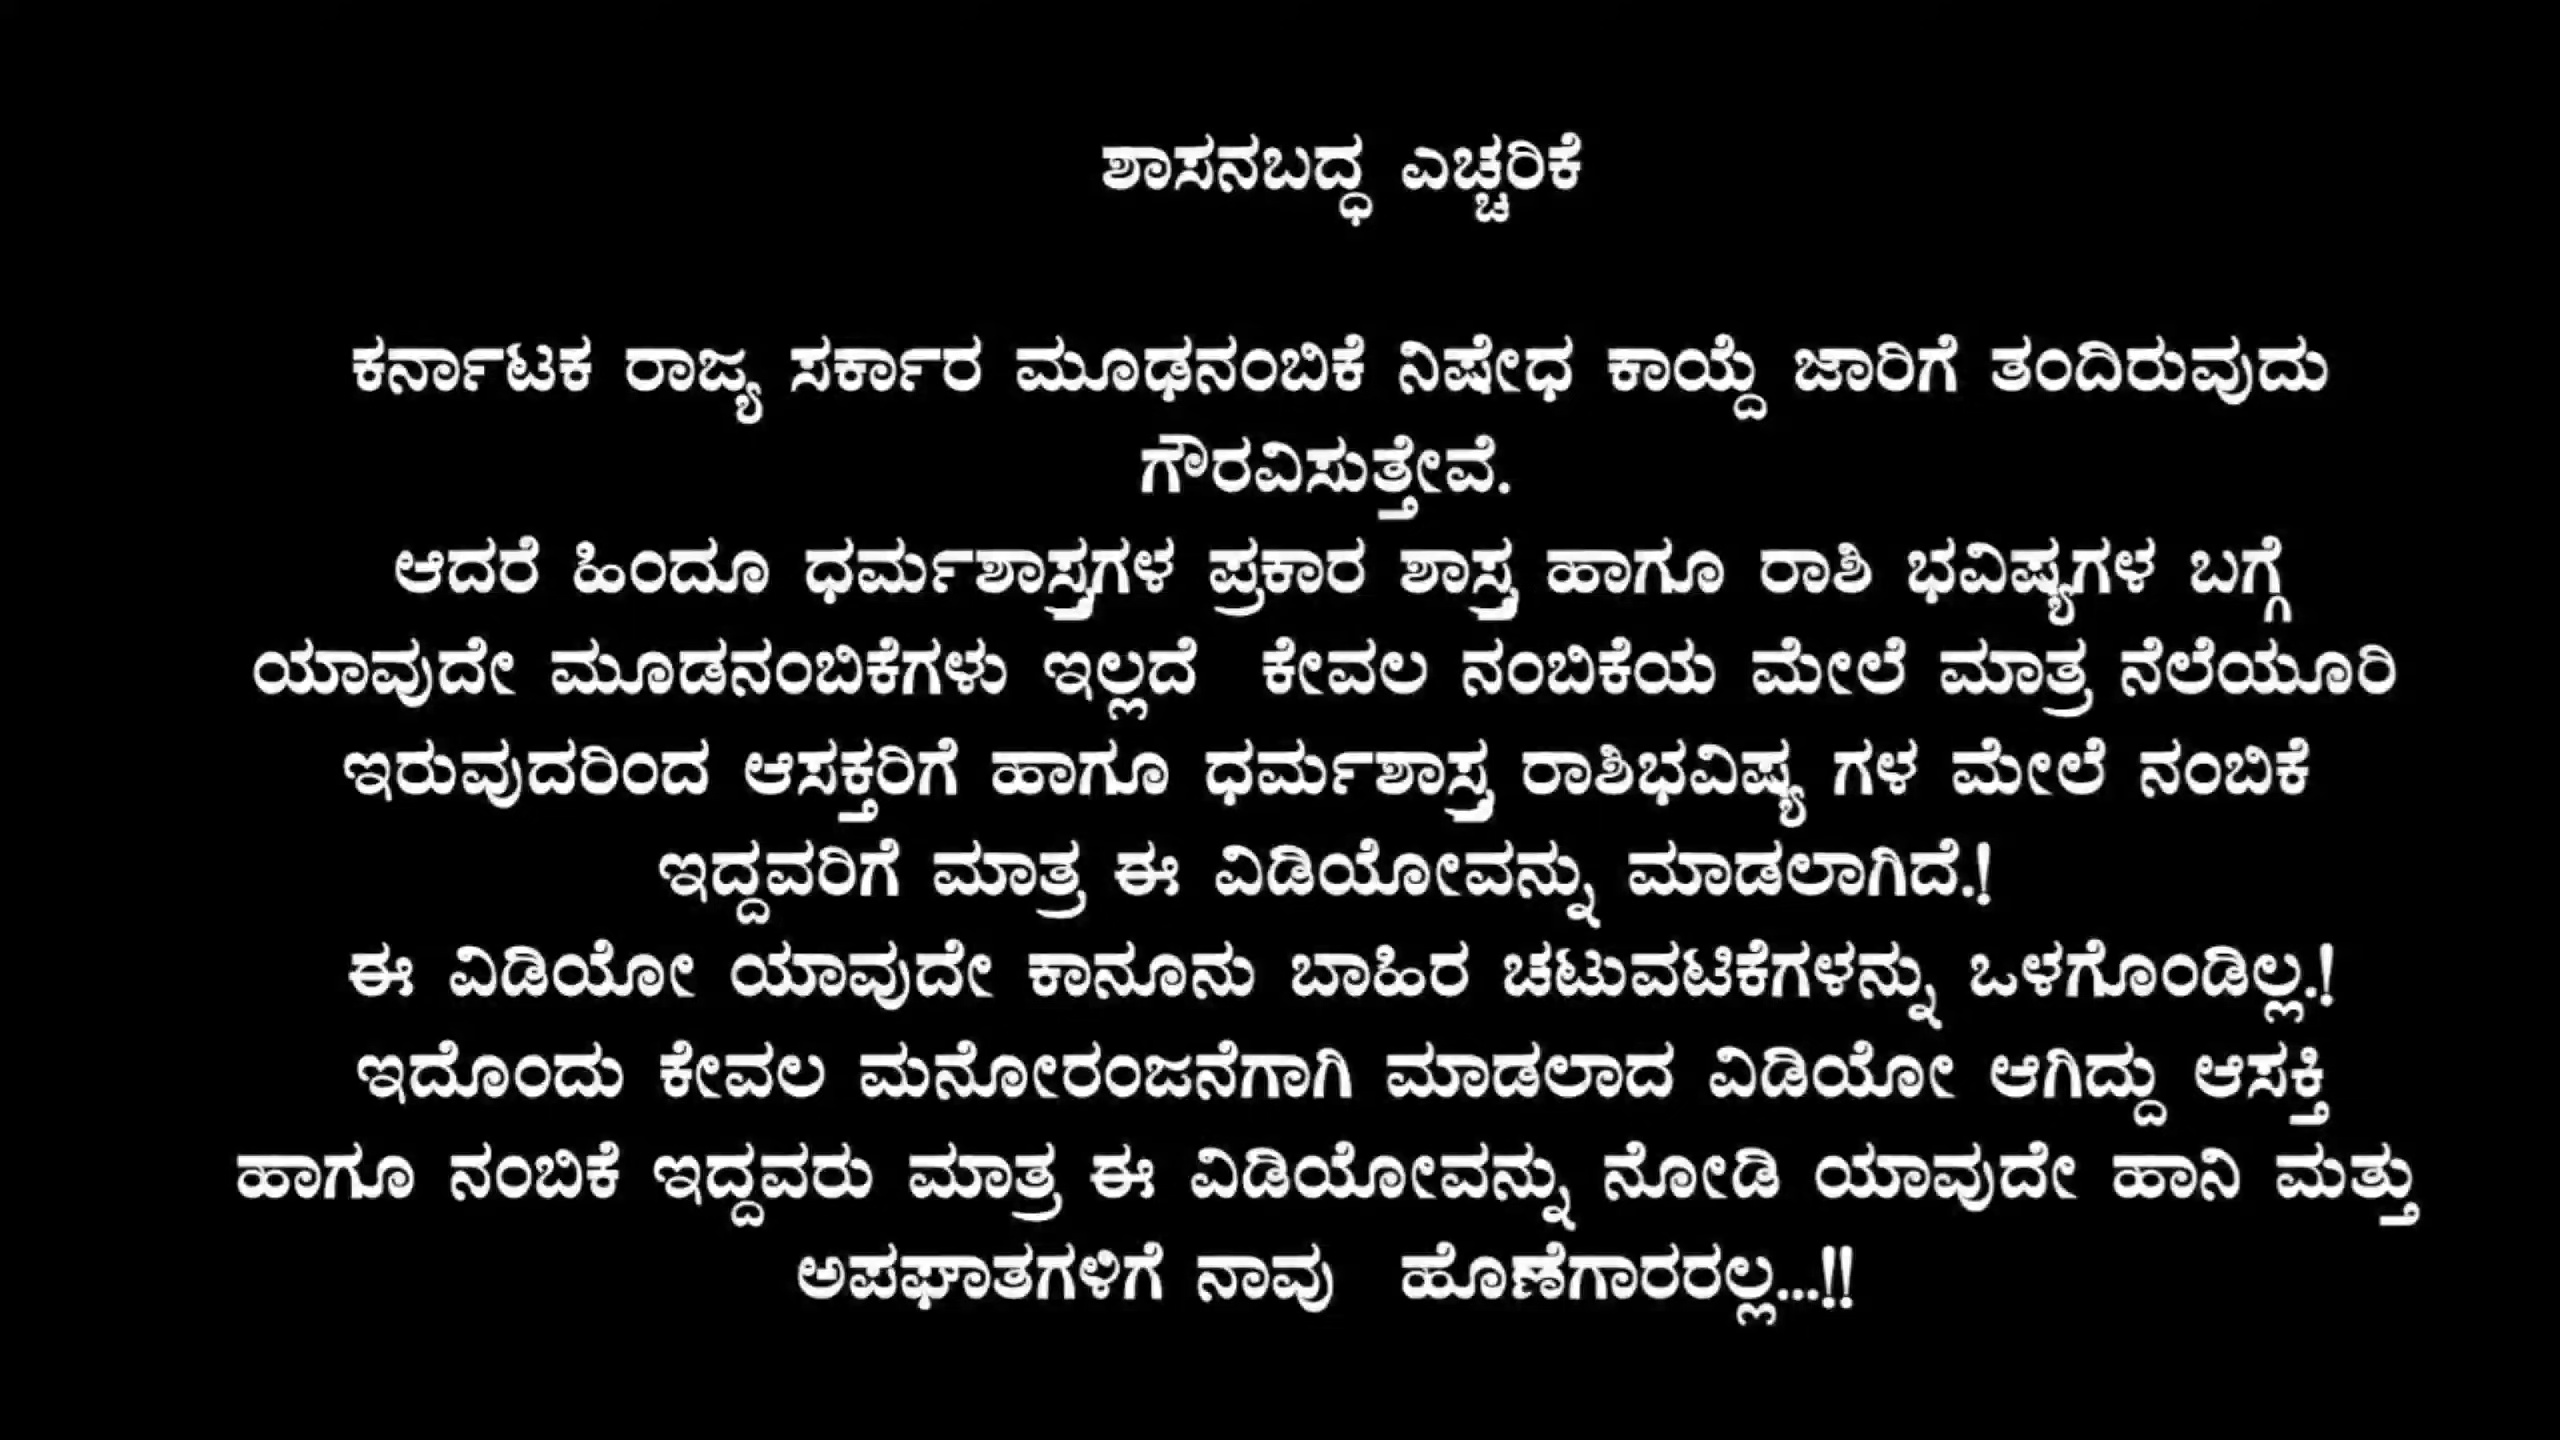 ಶಾಸನಬದ್ಧ ಎಚ್ಚರಿಕೆ
ಕರ್ನಾಟಕ ರಾಜ್ಯ ಸರ್ಕಾರ ಮೂಢನಂಬಿಕೆ ನಿಷೇಧ ಕಾಯ್ದೆ ಜಾರಿಗೆ ತಂದಿರುವುದು
ಗೌರವಿಸುತ್ತೇವೆ.
ಆದರೆ ಹಿಂದೂ ಧರ್ಮಶಾಸ್ತ್ರಗಳ ಪ್ರಕಾರ ಶಾಸ್ತ್ರ ಹಾಗೂ ರಾಶಿ ಭವಿಷ್ಯಗಳ ಬಗ್ಗೆ
ಯಾವುದೇ ಮೂಡನಂಬಿಕೆಗಳು ಇಲ್ಲದೆ ಕೇವಲ ನಂಬಿಕೆಯ ಮೇಲೆ ಮಾತ್ರ ನೆಲೆಯೂರಿ
ಇರುವುದರಿಂದ ಆಸಕ್ತರಿಗೆ ಹಾಗೂ ಧರ್ಮಶಾಸ್ತ್ರ ರಾಶಿಭವಿಷ್ಯ ಗಳ ಮೇಲೆ ನಂಬಿಕೆ
ಇದ್ದವರಿಗೆ ಮಾತ್ರ ಈ ವಿಡಿಯೋವನ್ನು ಮಾಡಲಾಗಿದೆ.!
ಈ ವಿಡಿಯೋ ಯಾವುದೇ ಕಾನೂನು ಬಾಹಿರ ಚಟುವಟಿಕೆಗಳನ್ನು ಒಳಗೊಂಡಿಲ್ಲ.!
ಇದೊಂದು ಕೇವಲ ಮನೋರಂಜನೆಗಾಗಿ ಮಾಡಲಾದ ವಿಡಿಯೋ ಆಗಿದ್ದು ಆಸಕ್ತಿ
ಹಾಗೂ ನಂಬಿಕೆ ಇದ್ದವರು ಮಾತ್ರ ಈ ವಿಡಿಯೋವನ್ನು ನೋಡಿ ಯಾವುದೇ ಹಾನಿ ಮತ್ತು
ಅಪಘಾತಗಳಿಗೆ ನಾವು ಹೊಣೆಗಾರರಲ್ಲ...!!